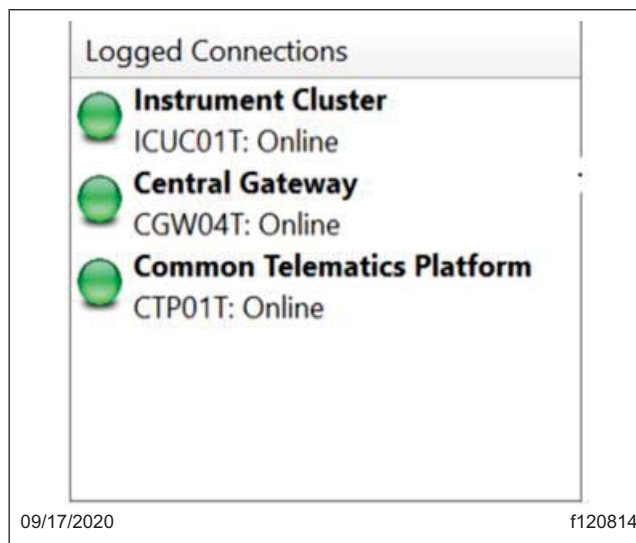 Logged Connections
Instrument Cluster
ICUC01T: Online
Central Gateway
CGW04T: Online
Common Telematics Platform
CTP01T: Online
09/17/2020
f120814